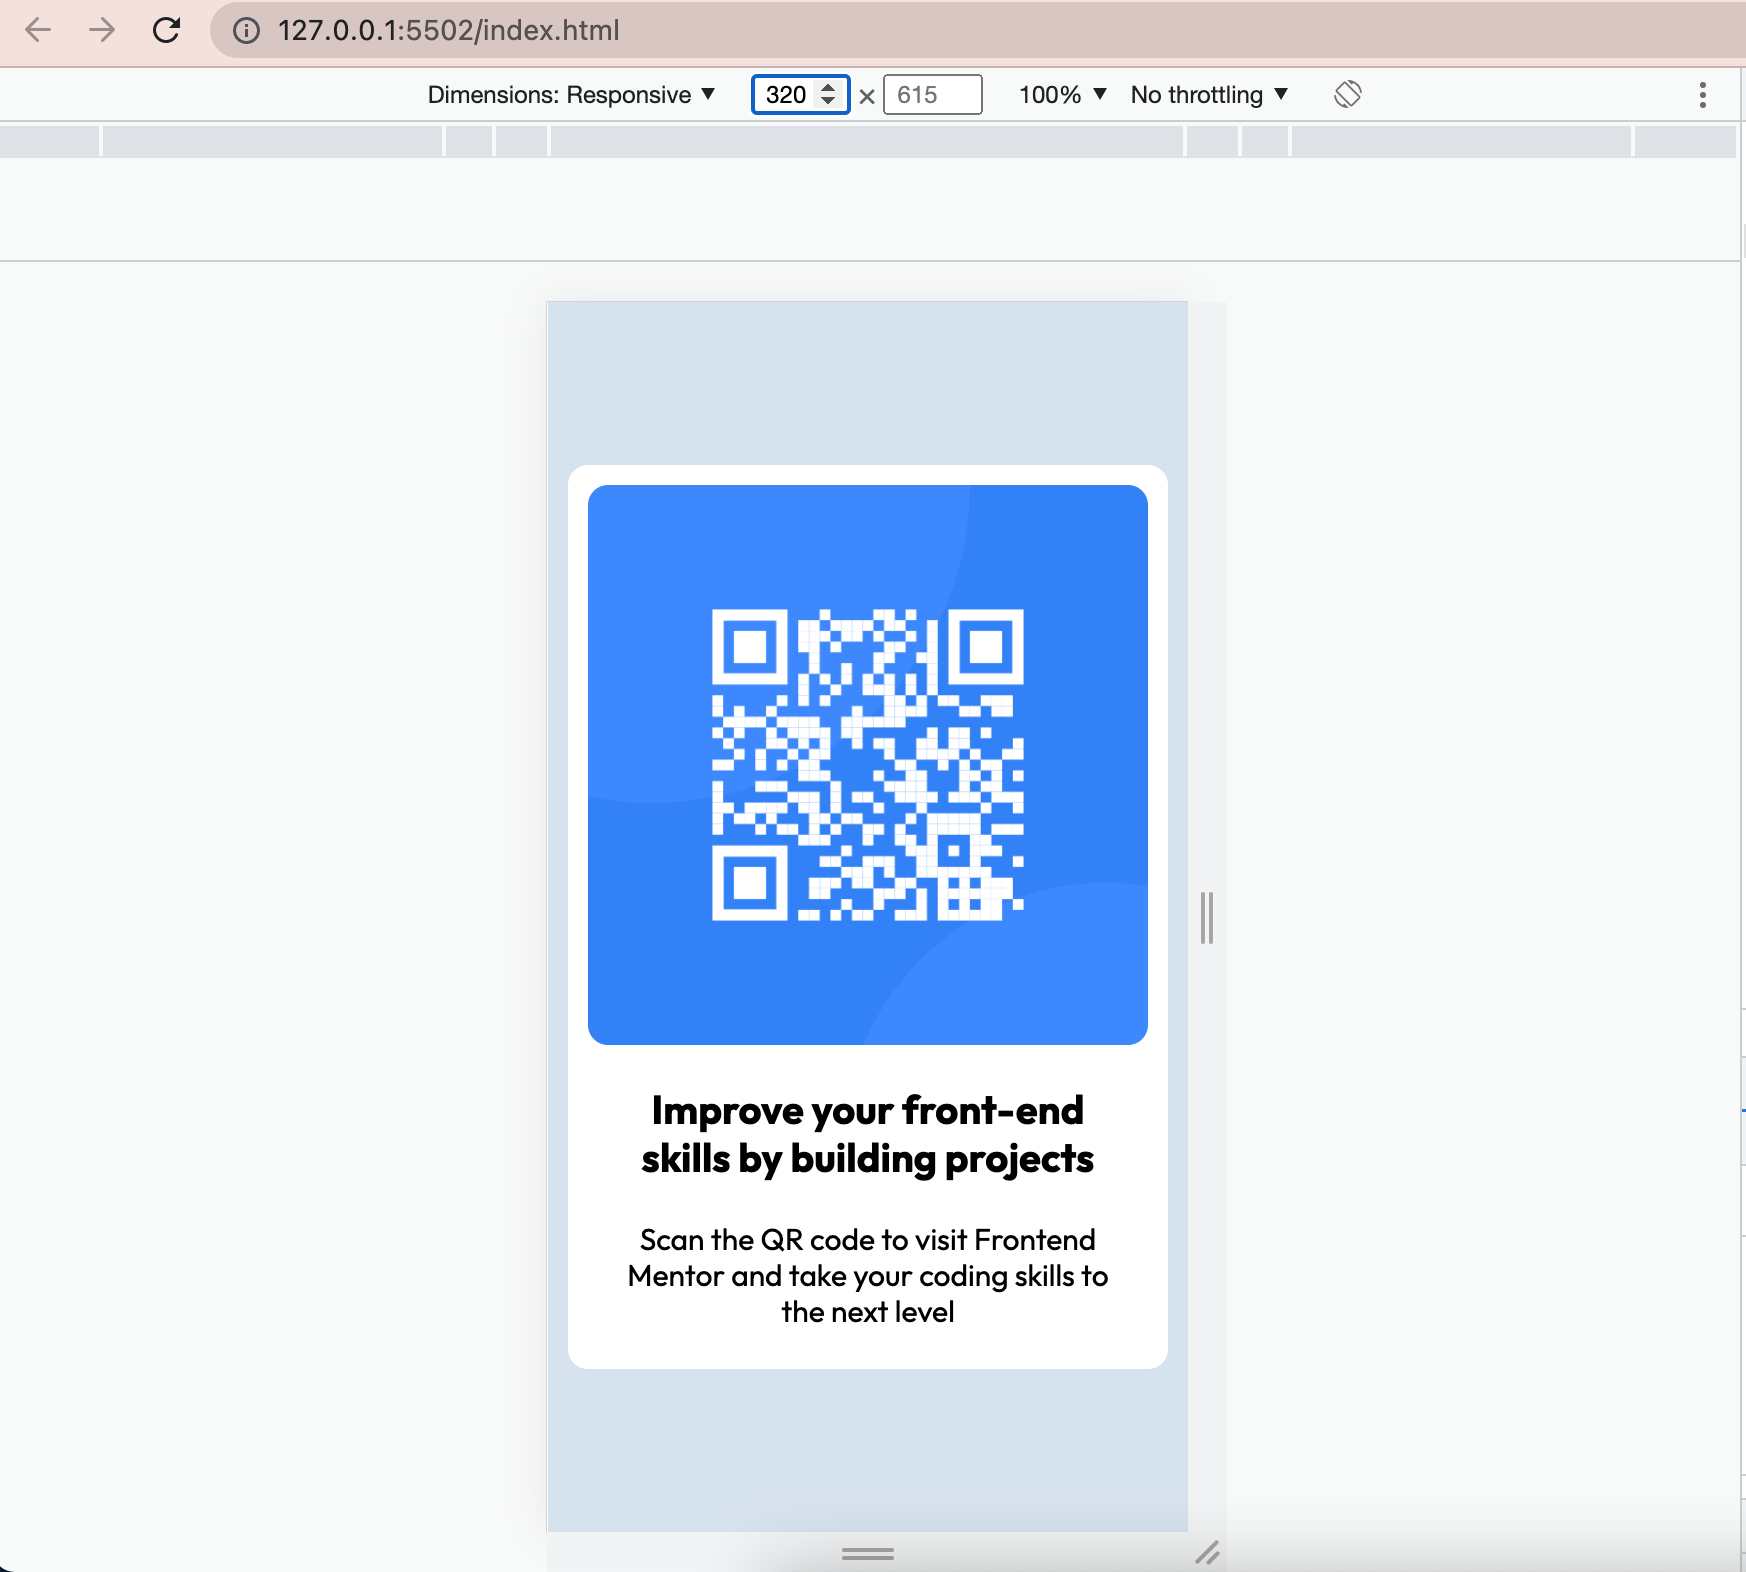 127.0.0.1:5502/index.html
Dimensions: Responsive ▼ 320 × 615 100% ▼ No throttling ▼
Improve your front-end
skills by building projects
Scan the QR code to visit Frontend
Mentor and take your coding skills to
the next level